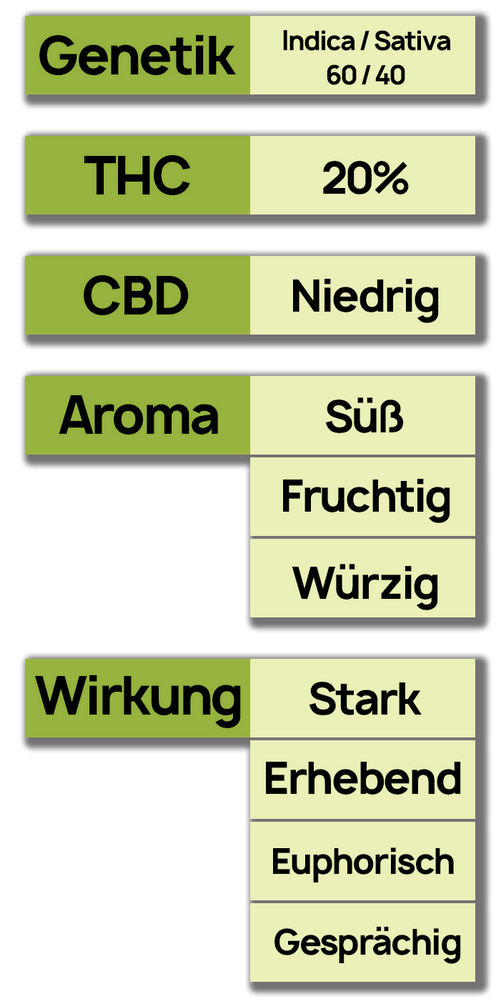 Genetik
Indica / Sativa
60 / 40
THC
20%
CBD
Niedrig
Aroma
Süß
Fruchtig
Würzig
Wirkung
Stark
Erhebend
Euphorisch
Gesprächig